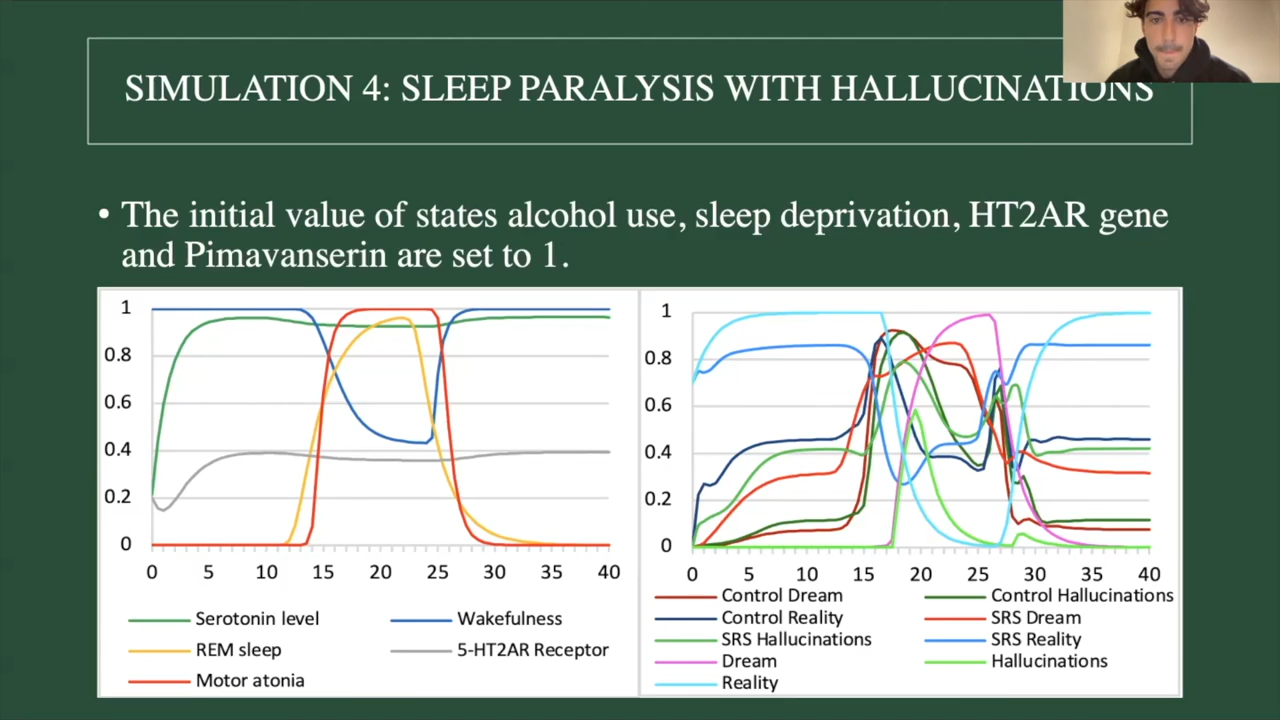 SIMULATION 4: SLEEP PARALYSIS WITH HALLUCINATIONS
• The initial value of states alcohol use, sleep deprivation, HT2AR gene
and Pimavanserin are set to 1.
1
0.8
0.6
0.4
0.2
0
0 5 10 15 20 25 30 35 40
Serotonin level Wakefulness
REM sleep 5-HT2AR Receptor
Motor atonia
1
0.8
0.6
0.4
0.2
0
0 5 10 15 20 25 30 35 40
Control Dream Control Hallucinations
Control Reality SRS Dream
SRS Hallucinations SRS Reality
Dream Hallucinations
Reality